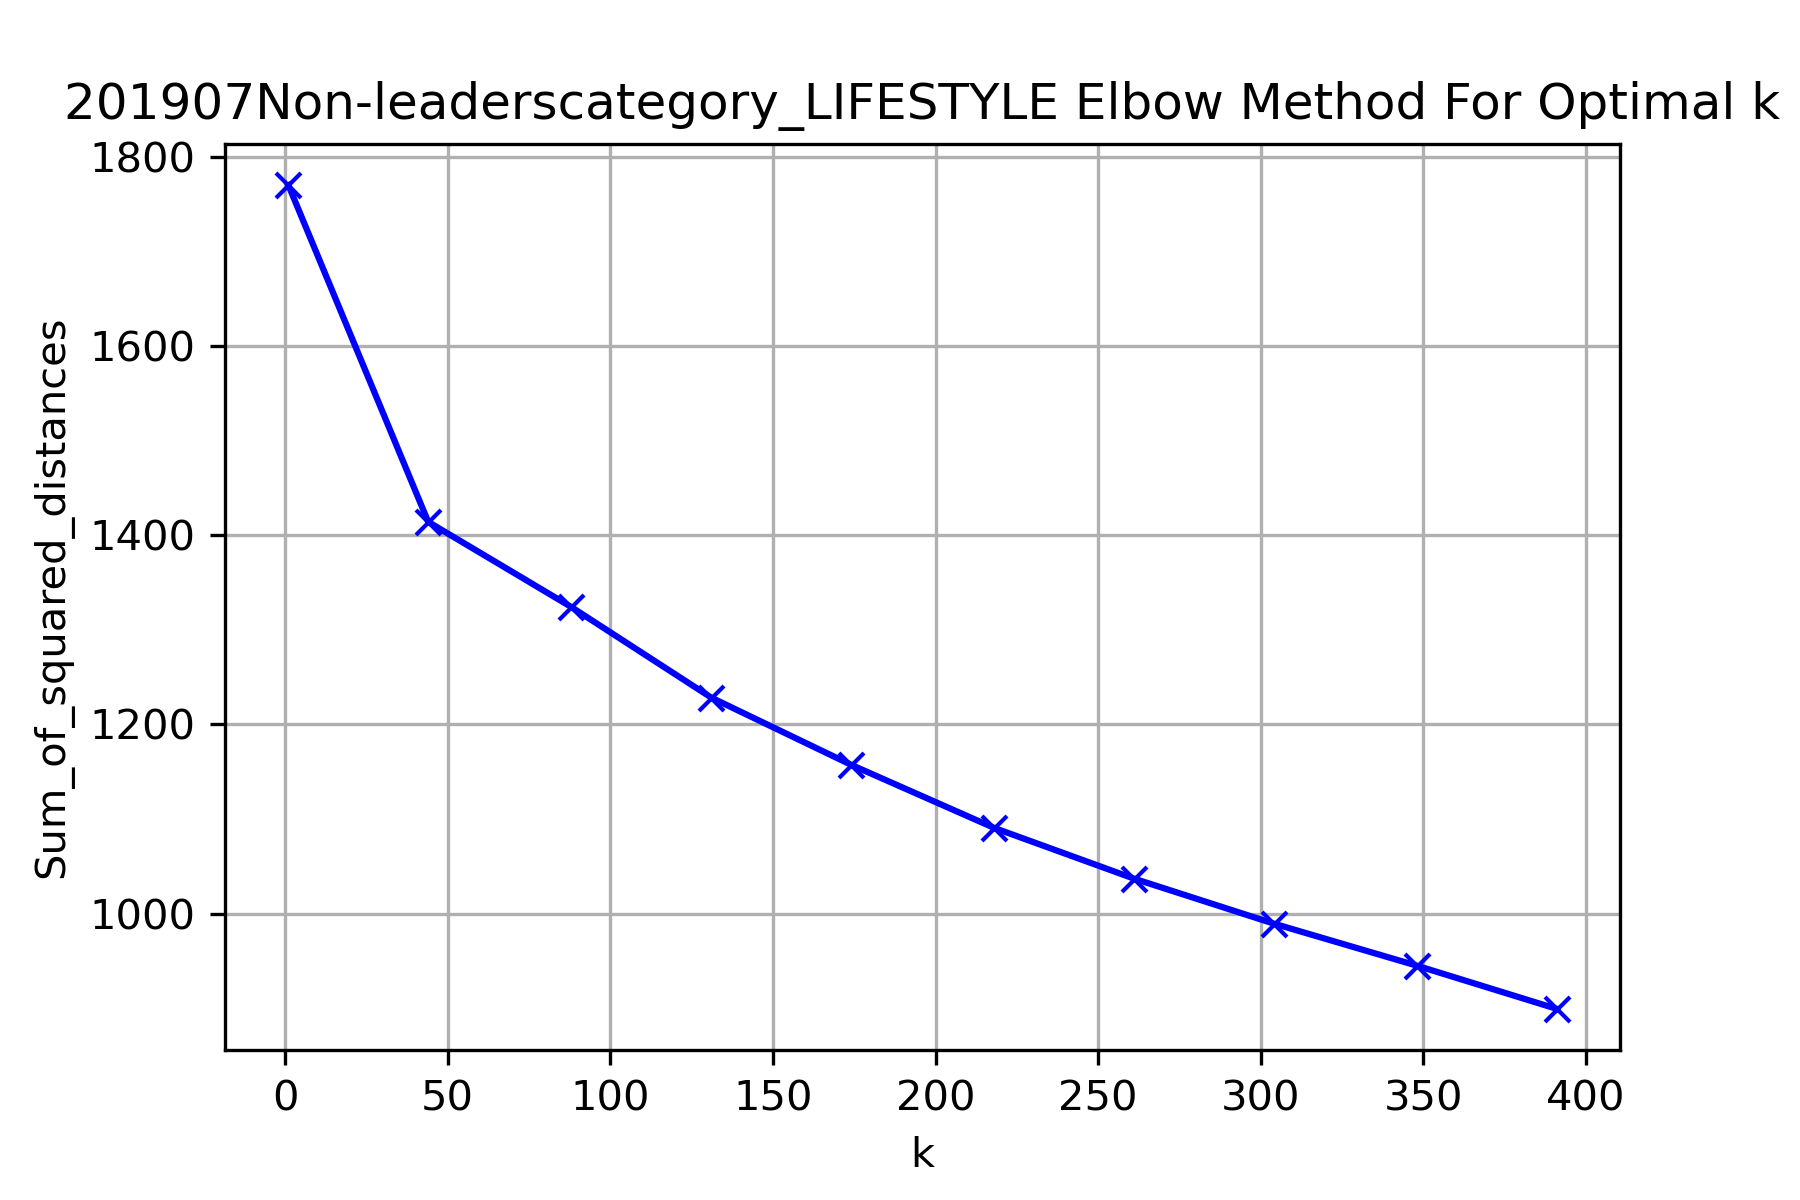 201907Non-leaderscategory_LIFESTYLE Elbow Method For Optimal k
1800
1600
1400
1200
1000
Sum_of_squared_distances
0 50 100 150 200 250 300 350 400
k